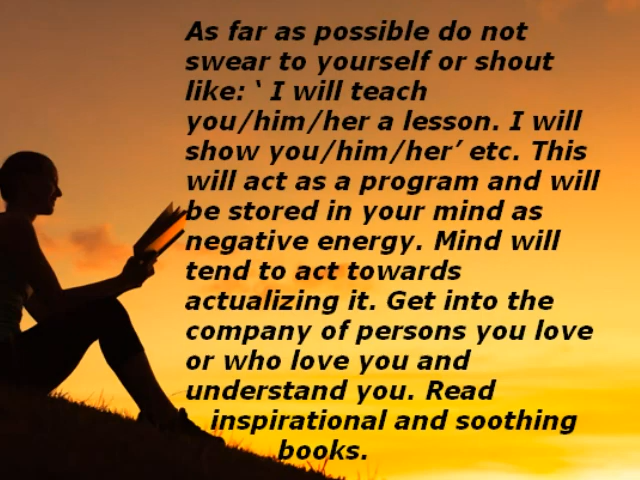 As far as possible do not
swear to yourself or shout
like: ‘ I will teach
you/him/her a lesson. I will
show you/him/her’ etc. This
will act as a program and will
be stored in your mind as
negative energy. Mind will
tend to act towards
actualizing it. Get into the
company of persons you love
or who love you and
understand you. Read
inspirational and soothing
books.